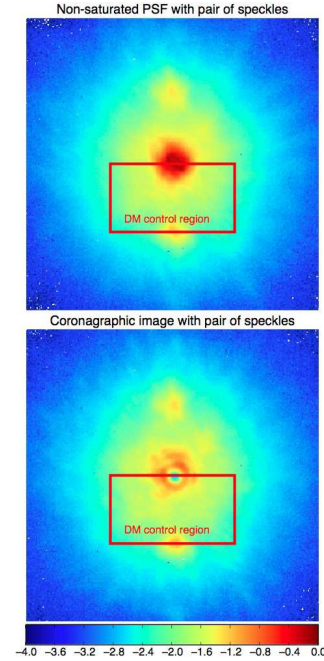 Non-saturated PSF with pair of speckles
DM control region
Coronagraphic image with pair of speckles
DM control region
−4.0 −3.6 −3.2 −2.8 −2.4 −2.0 −1.6 −1.2 −0.8 −0.4 0.0